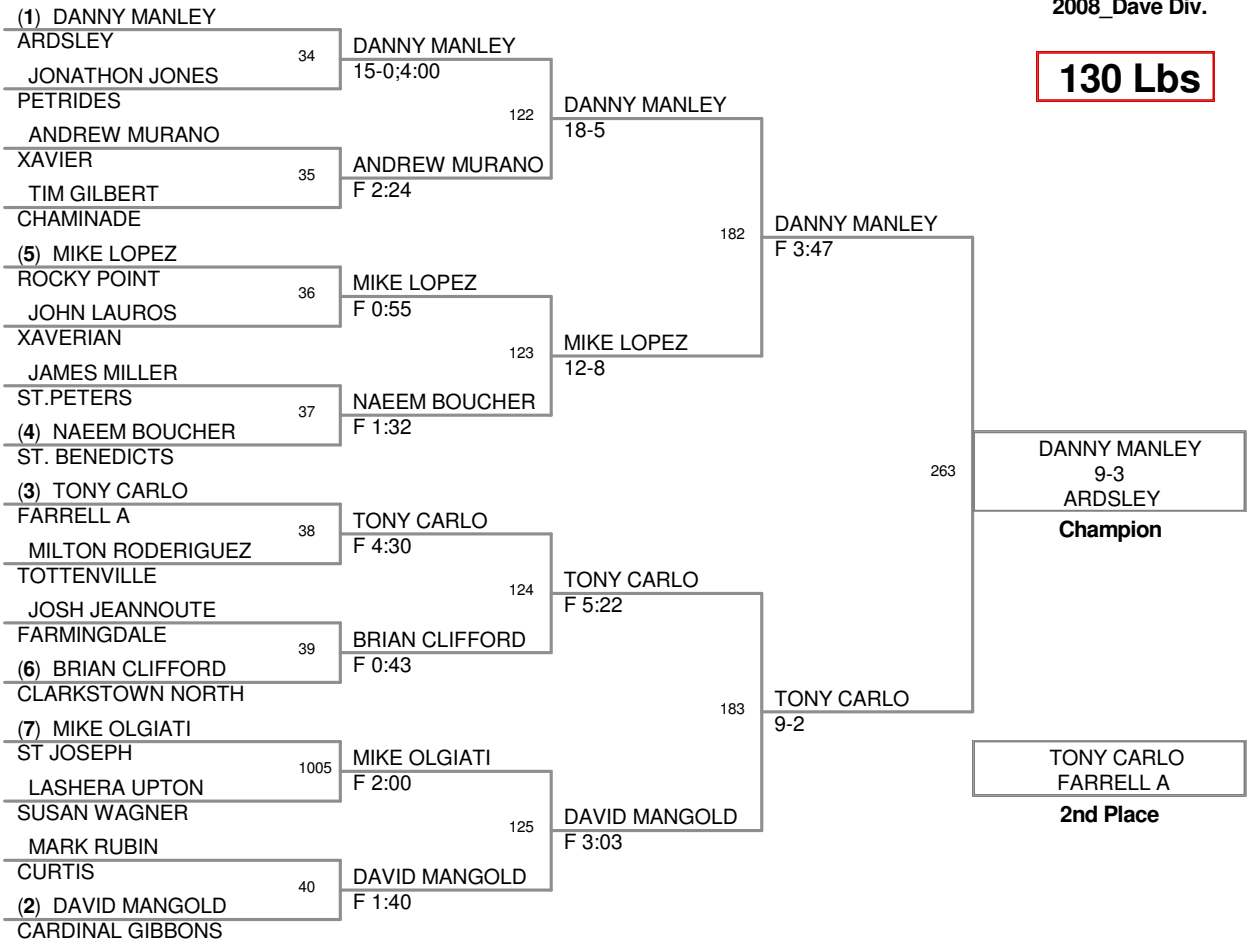 2008_Dave Div.
130 Lbs
(1) DANNY MANLEY
ARDSLEY
34
JONATHON JONES
PETRIDES
ANDREW MURANO
XAVIER
35
TIM GILBERT
CHAMINADE
(5) MIKE LOPEZ
ROCKY POINT
36
JOHN LAUROS
XAVERIAN
JAMES MILLER
ST.PETERS
37
(4) NAEEM BOUCHER
ST. BENEDICTS
(3) TONY CARLO
FARRELL A
38
MILTON RODERIGUEZ
TOTTENVILLE
JOSH JEANNOUTE
FARMINGDALE
39
(6) BRIAN CLIFFORD
CLARKSTOWN NORTH
(7) MIKE OLGIATI
ST JOSEPH
1005
LASHERA UPTON
SUSAN WAGNER
MARK RUBIN
CURTIS
40
(2) DAVID MANGOLD
CARDINAL GIBBONS
DANNY MANLEY
15-0;4:00
122
ANDREW MURANO
F 2:24
MIKE LOPEZ
F 0:55
123
NAEEM BOUCHER
F 1:32
TONY CARLO
F 4:30
124
BRIAN CLIFFORD
F 0:43
MIKE OLGIATI
F 2:00
125
DAVID MANGOLD
F 1:40
DANNY MANLEY
18-5
182
MIKE LOPEZ
12-8
TONY CARLO
F 5:22
183
DAVID MANGOLD
F 3:03
DANNY MANLEY
F 3:47
263
TONY CARLO
9-2
DANNY MANLEY
9-3
ARDSLEY
Champion
TONY CARLO
FARRELL A
2nd Place